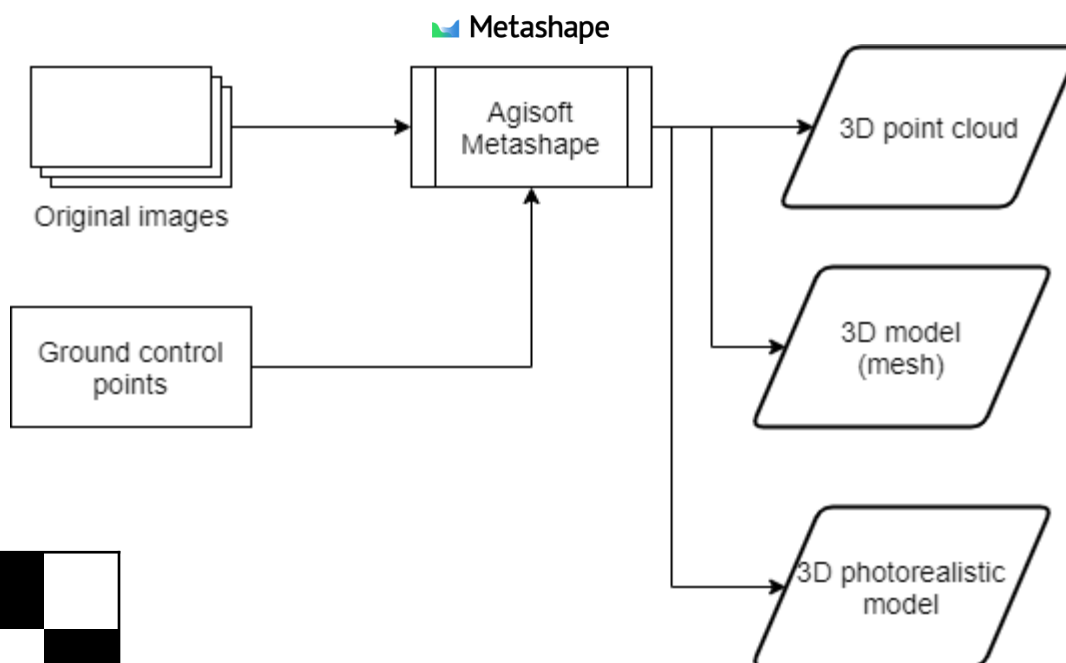 Metashape
Agisoft
Metashape
3D point cloud
Original images
Ground control
points
3D model
(mesh)
3D photorealistic
model